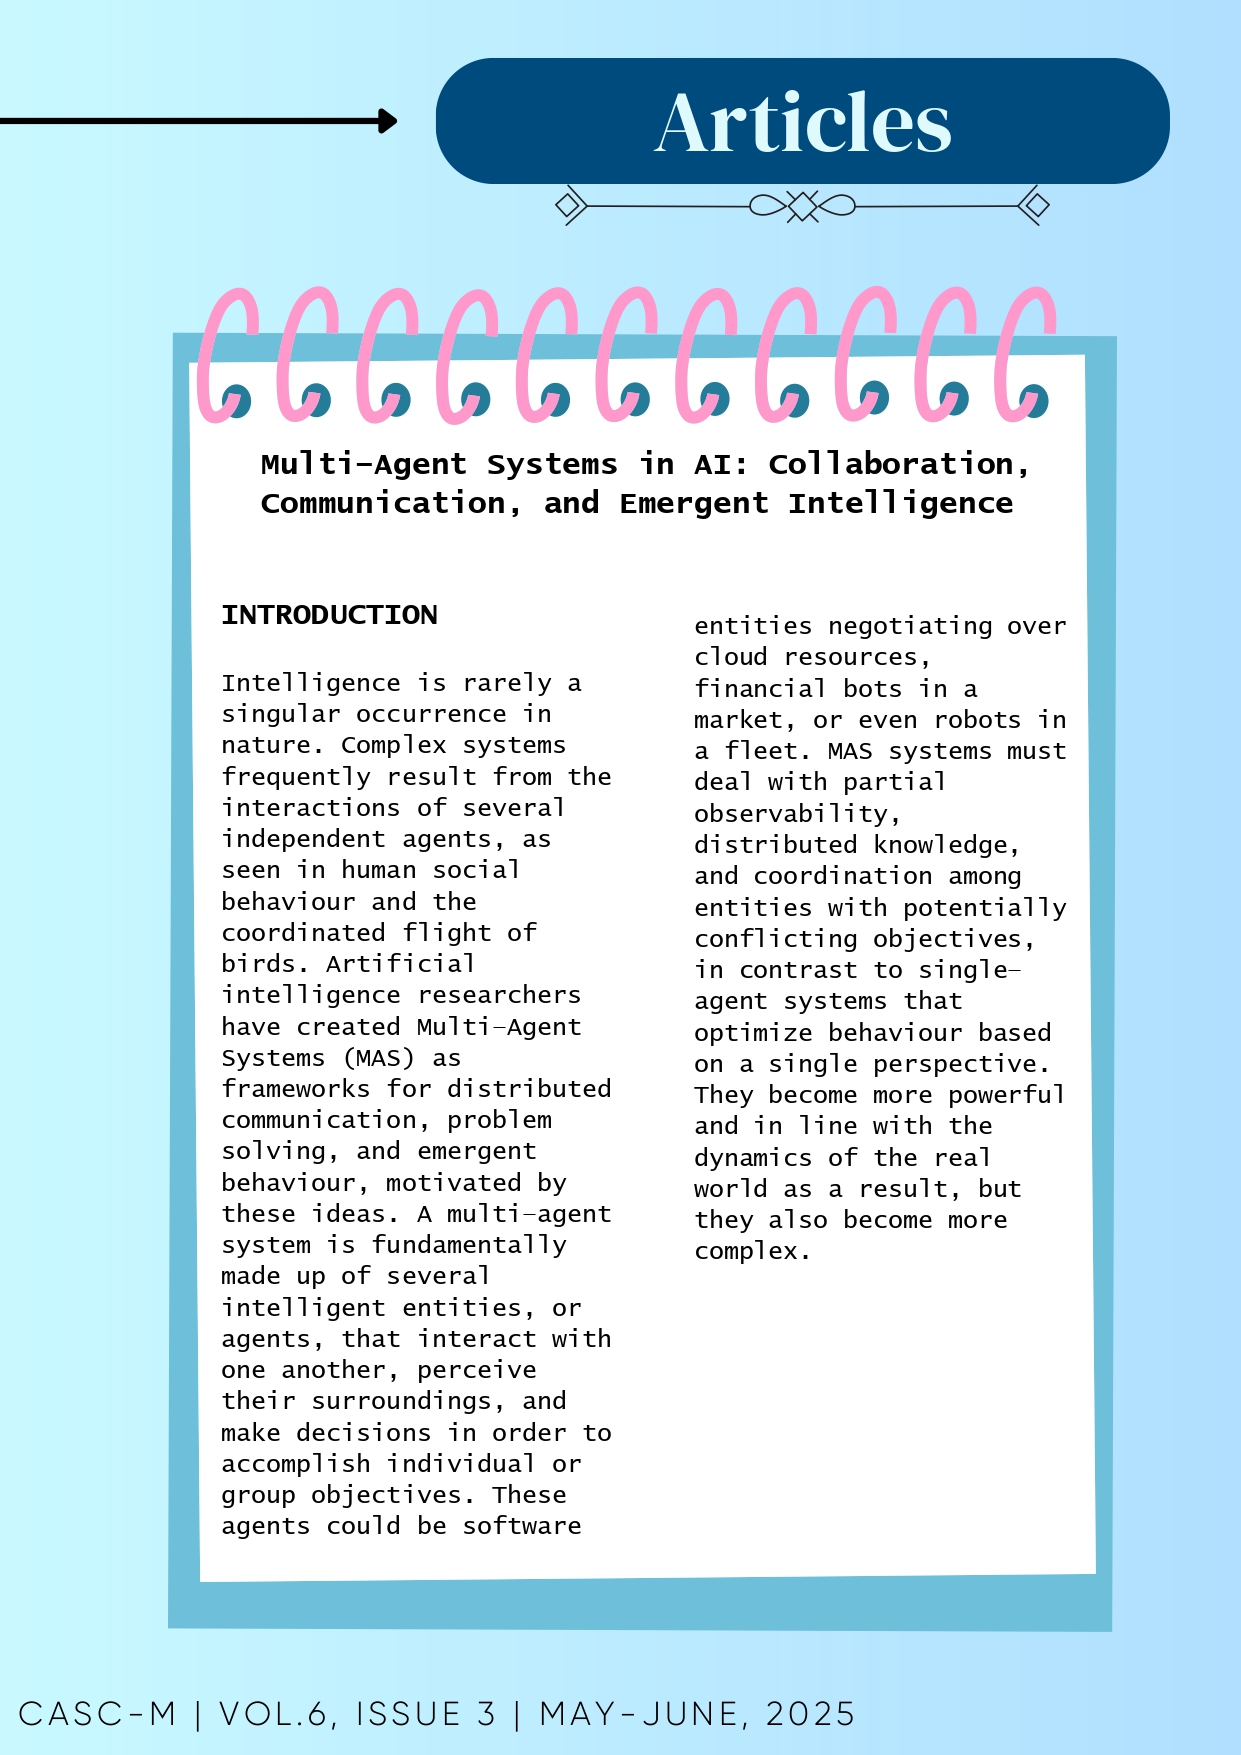 Articles
Multi-Agent Systems in AI: Collaboration,
Communication, and Emergent Intelligence
INTRODUCTION
Intelligence is rarely a
singular occurrence in
nature. Complex systems
frequently result from the
interactions of several
independent agents, as
seen in human social
behaviour and the
coordinated flight of
birds. Artificial
intelligence researchers
have created Multi-Agent
Systems (MAS) as
frameworks for distributed
communication, problem
solving, and emergent
behaviour, motivated by
these ideas. A multi-agent
system is fundamentally
made up of several
intelligent entities, or
agents, that interact with
one another, perceive
their surroundings, and
make decisions in order to
accomplish individual or
group objectives. These
agents could be software
entities negotiating over
cloud resources,
financial bots in a
market, or even robots in
a fleet. MAS systems must
deal with partial
observability,
distributed knowledge,
and coordination among
entities with potentially
conflicting objectives,
in contrast to single-
agent systems that
optimize behaviour based
on a single perspective.
They become more powerful
and in line with the
dynamics of the real
world as a result, but
they also become more
complex.
CASC-M | VOL.6, ISSUE 3 | MAY-JUNE, 2025